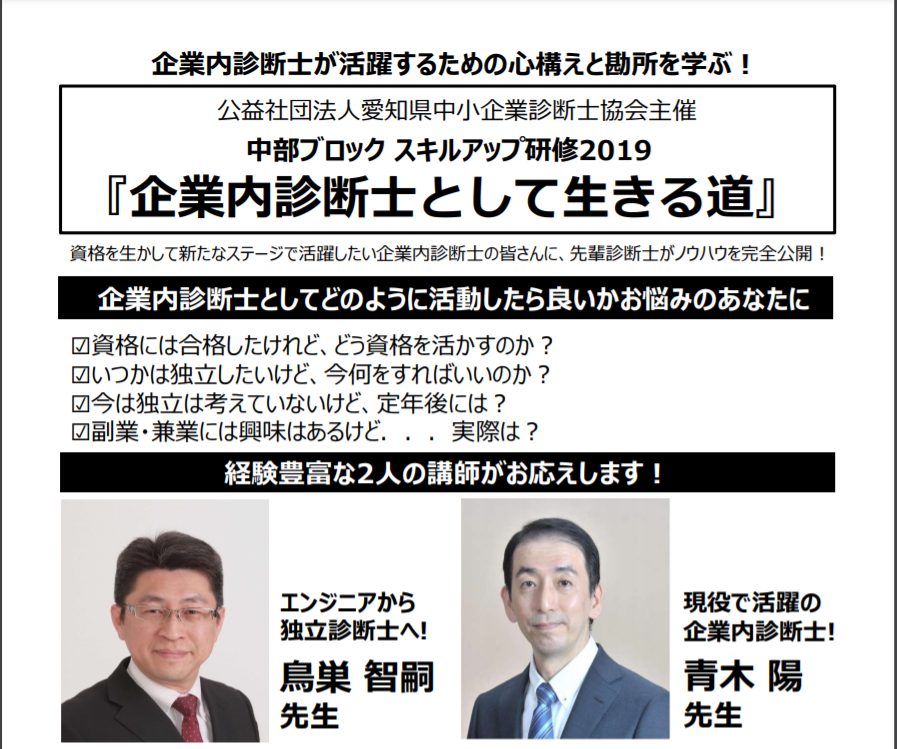 企業内診断士が活躍するための心構えと勘所を学ぶ！
公益社団法人愛知県中小企業診断士協会主催
中部ブロック スキルアップ研修2019
『企業内診断士として生きる道』
資格を生かして新たなステージで活躍したい企業内診断士の皆さんに、先輩診断士がノウハウを完全公開！
企業内診断士としてどのように活動したら良いかお悩みのあなたに
☑資格には合格したけれど、どう資格を活かすのか？
☑いつかは独立したいけど、今何をすればいいのか？
☑今は独立は考えていないけど、定年後には？
☑副業・兼業には興味はあるけど．．．実際は？
経験豊富な2人の講師がお応えします！
エンジニアから
独立診断士へ!
鳥巣 智嗣
先生
現役で活躍の
企業内診断士!
青木 陽
先生